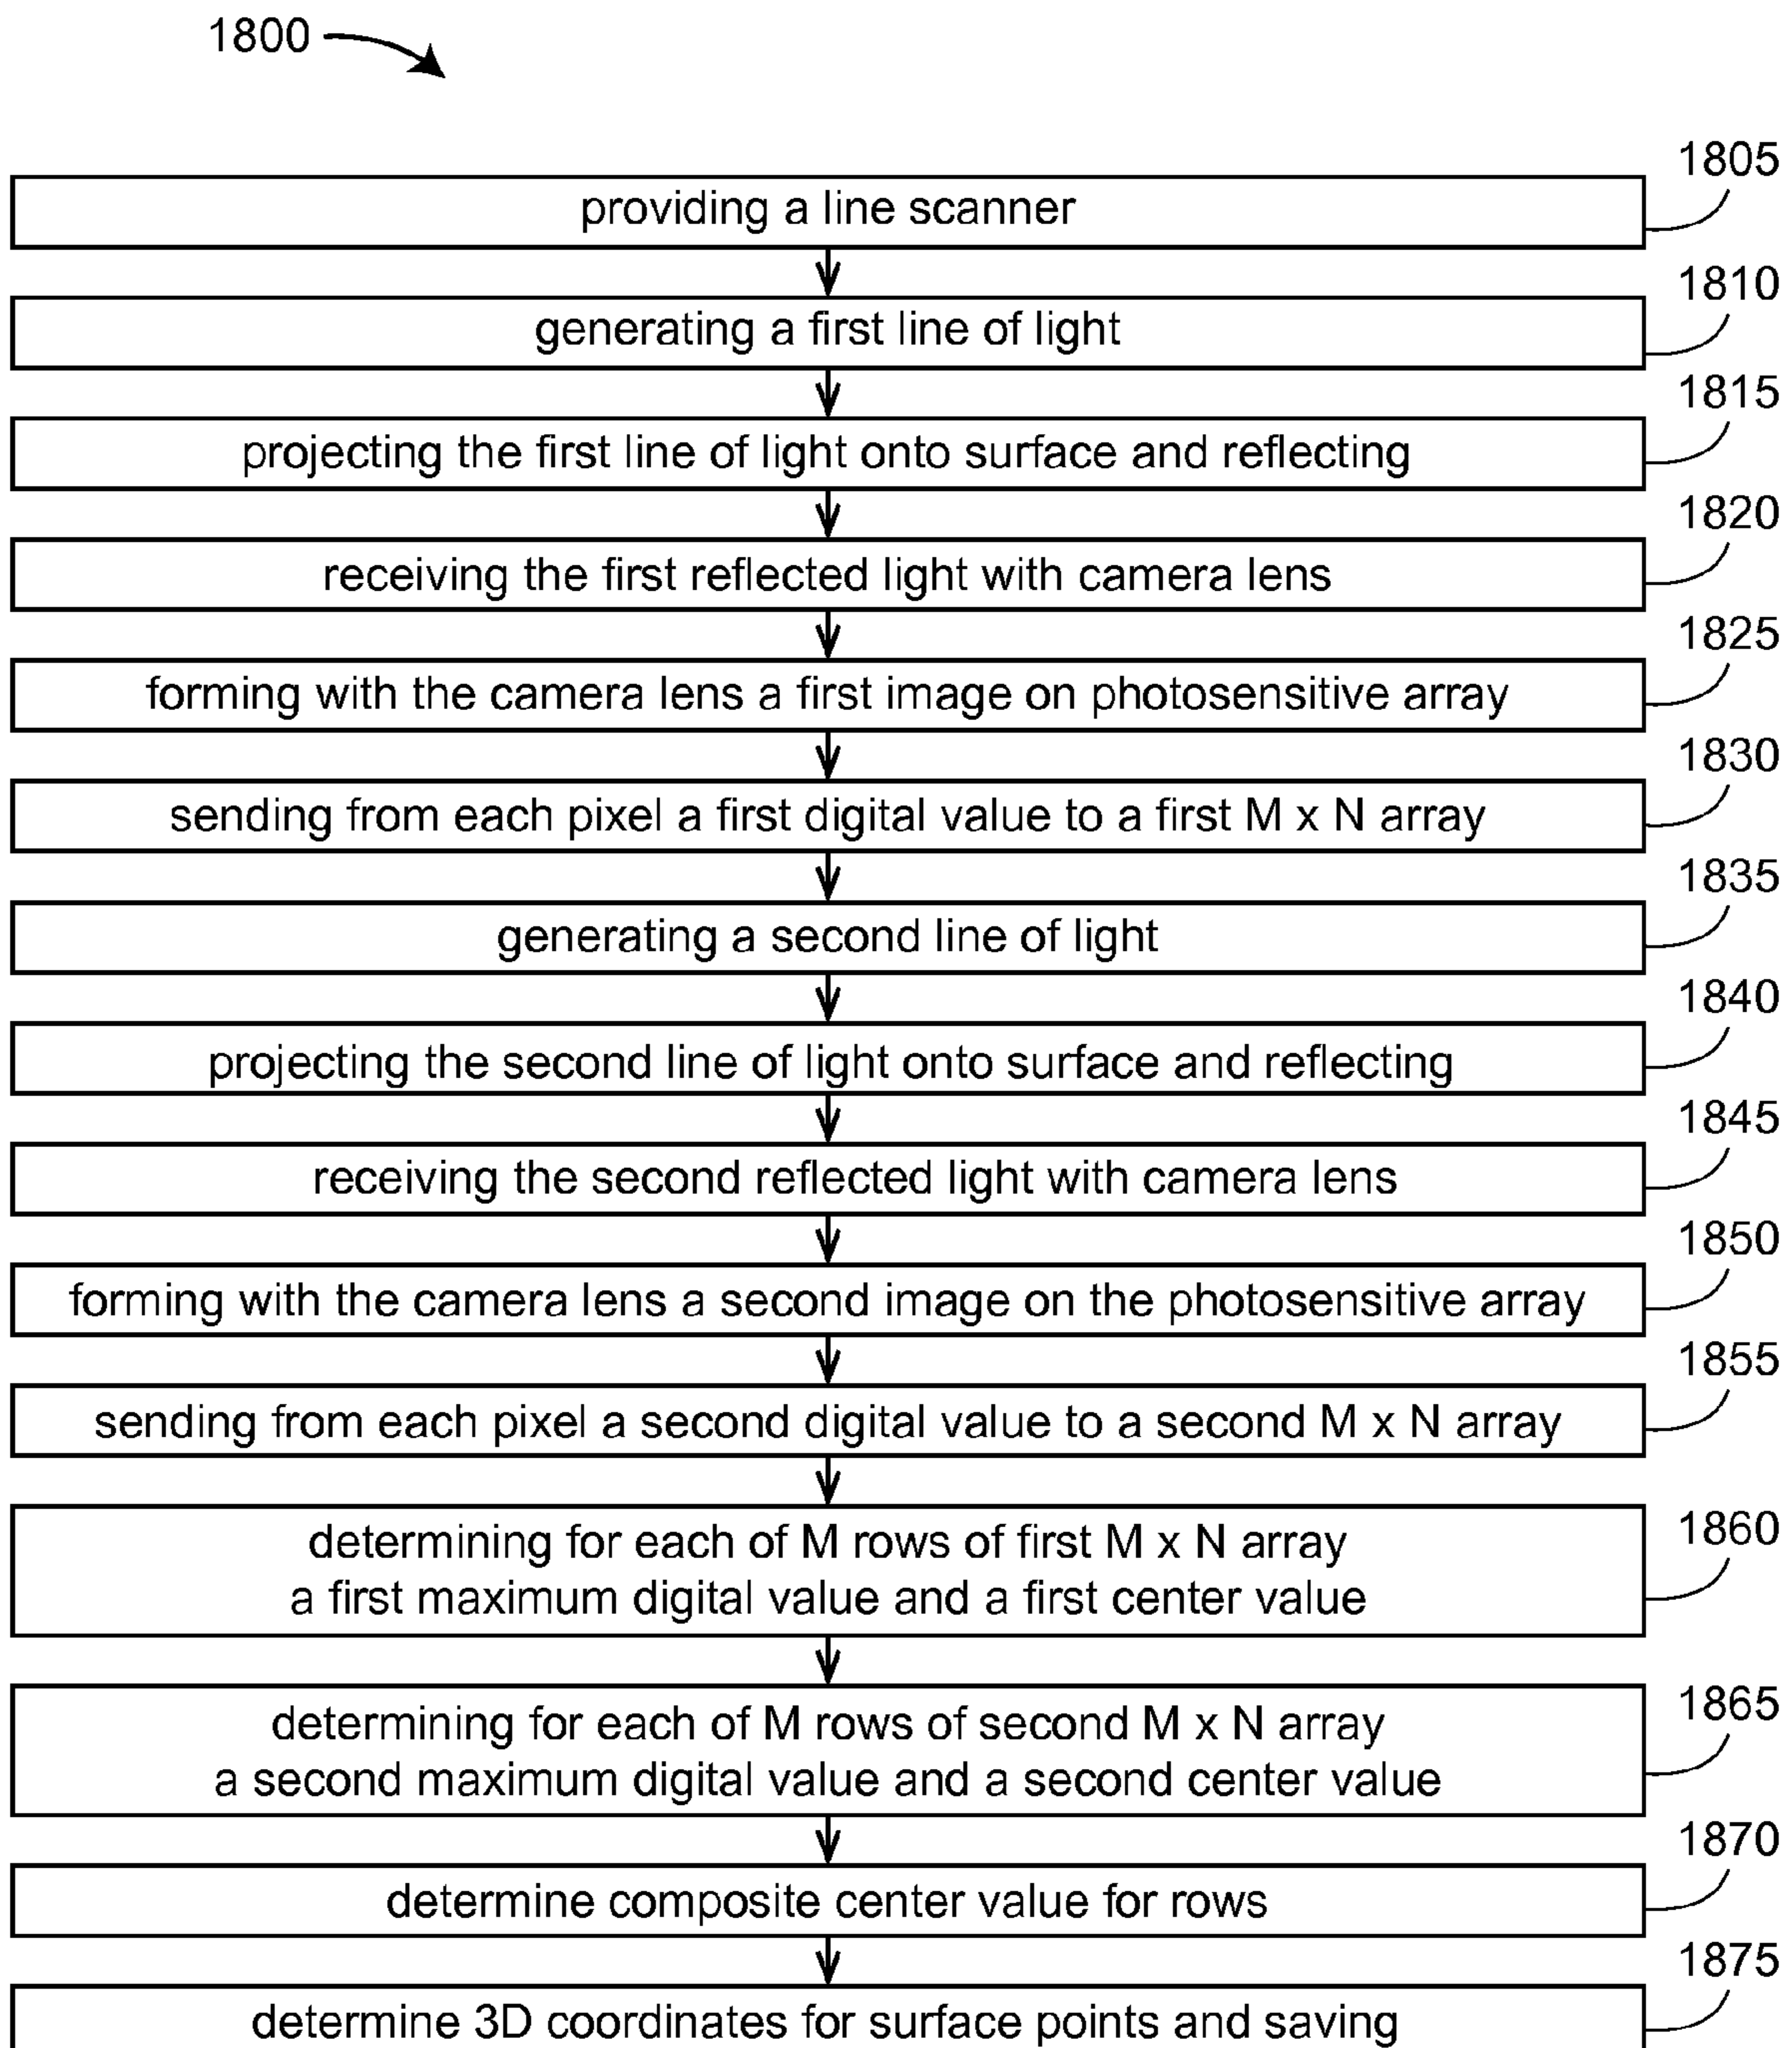 1800
1805
providing a line scanner
1810
generating a first line of light
1815
projecting the first line of light onto surface and reflecting
1820
receiving the first reflected light with camera lens
1825
forming with the camera lens a first image on photosensitive array
1830
sending from each pixel a first digital value to a first M x N array
1835
generating a second line of light
1840
projecting the second line of light onto surface and reflecting
1845
receiving the second reflected light with camera lens
1850
forming with the camera lens a second image on the photosensitive array
1855
sending from each pixel a second digital value to a second M x N array
1860
determining for each of M rows of first M x N array
a first maximum digital value and a first center value
1865
determining for each of M rows of second M x N array
a second maximum digital value and a second center value
1870
determine composite center value for rows
1875
determine 3D coordinates for surface points and saving